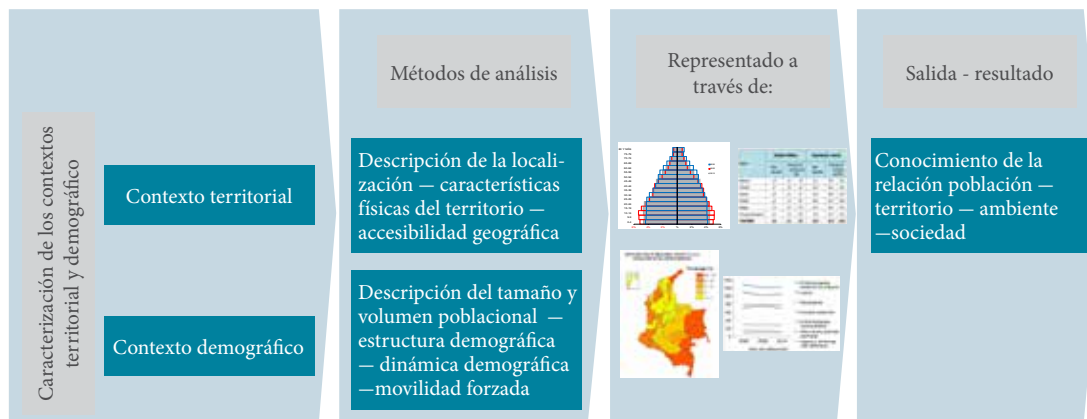 Caracterización de los contextos
territorial y demográfico
Contexto territorial
Contexto demográfico
Métodos de análisis
Descripción de la locali-
zación — características
físicas del territorio —
accesibilidad geográfica
Descripción del tamaño y
volumen poblacional —
estructura demográfica
— dinámica demográfica
—movilidad forzada
Representado a
través de:
Salida - resultado
Conocimiento de la
relación población —
territorio — ambiente
—sociedad